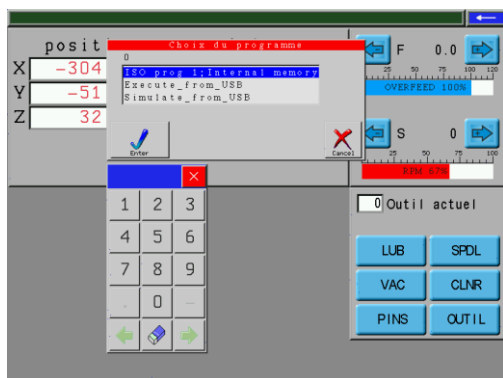 posit
Choix du programme
0
ISO prog 1;Internal memory
Execute_from_USB
Simulate_from_USB
Enter
Cancel
X -304
Y -51
Z 32
F 0.0
25 50 75 100 120
OVERFEED 100%
S 0
25 50 75 100
RPM 67%
1 2 3
4 5 6
7 8 9
. 0 -
0 Outil actuel
LUB SPDL
VAC CLNR
PINS OUTIL